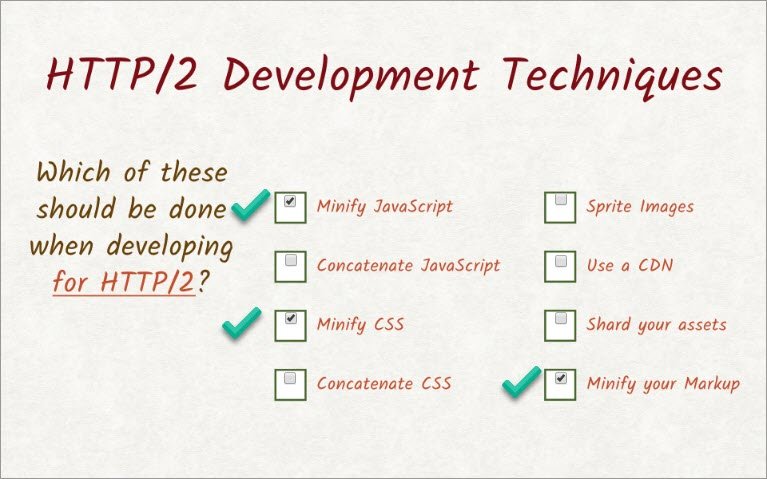 HTTP/2 Development Techniques
Which of these
should be done
when developing
for HTTP/2?
Minify JavaScript
Concatenate JavaScript
Minify CSS
Concatenate CSS
Sprite Images
Use a CDN
Shard your assets
Minify your Markup